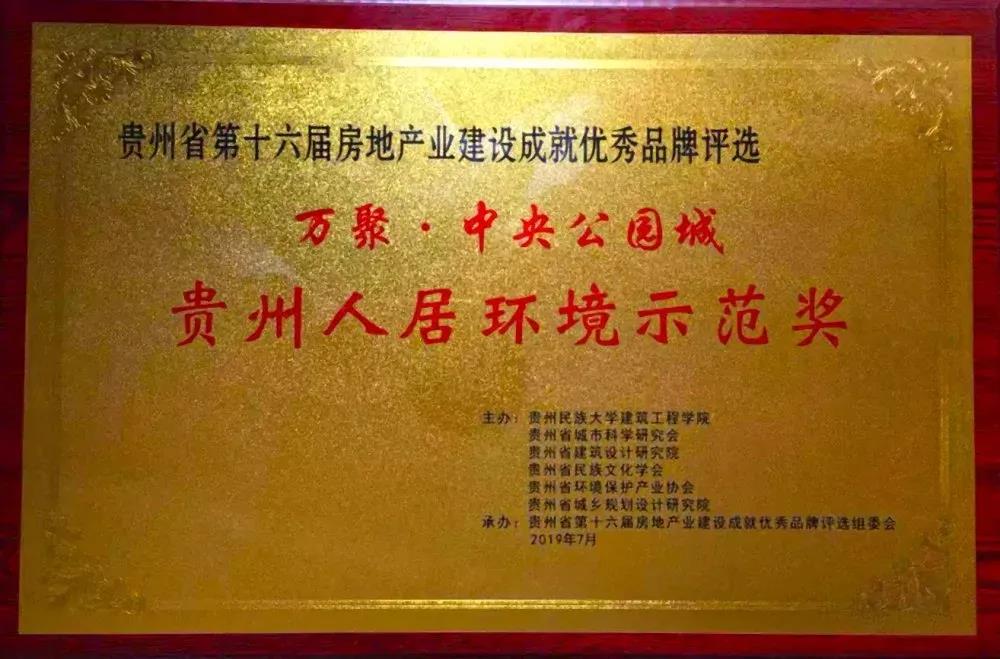 贵州省第十六届房地产业建设成就优秀品牌评选
万聚·中央公园城
贵州人居环境示范奖
主办：贵州民族大学建筑工程学院
贵州省城市科学研究会
贵州省建筑设计研究院
贵州省民族文化学会
贵州省环境保护产业协会
贵州省城乡规划设计研究院
承办：贵州省第十六届房地产业建设成就优秀品牌评选组委会
2019年7月